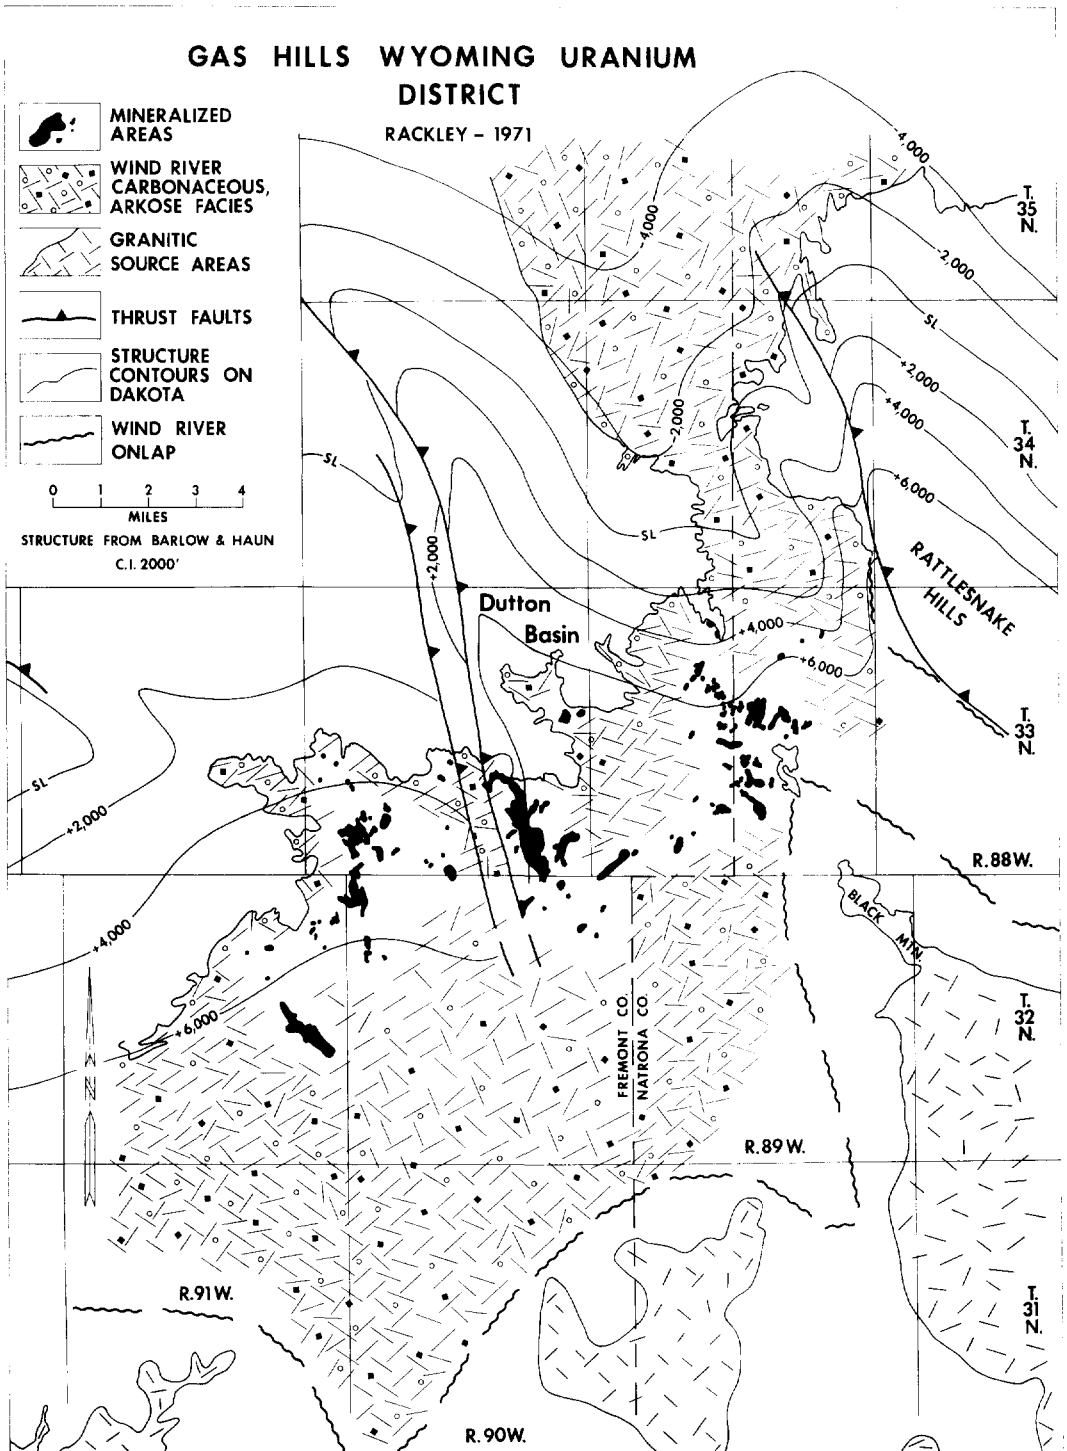 GAS HILLS WYOMING URANIUM
DISTRICT
RACKLEY – 1971
MINERALIZED
AREAS
WIND RIVER
CARBONACEOUS,
ARKOSE FACIES
GRANITIC
SOURCE AREAS
THRUST FAULTS
STRUCTURE
CONTOURS ON
DAKOTA
WIND RIVER
ONLAP
0 1 2 3 4
MILES
STRUCTURE FROM BARLOW & HAUN
C.I. 2000'
-4,000
T.
35
N.
-4,000
-2,000
SL
+2,000
-2,000
+4,000
T.
34
N.
SL
+6,000
SL
+2,000
RATTLESNAKE
HILLS
Dutton
Basin
+4,000
+6,000
T.
33
N.
SL
+2,000
R.88W.
BLACK
MTN.
+4,000
+6,000
T.
32
N.
FREMONT CO.
NATRONA CO.
N
R.89W.
R.91W.
T.
31
N.
R.90W.